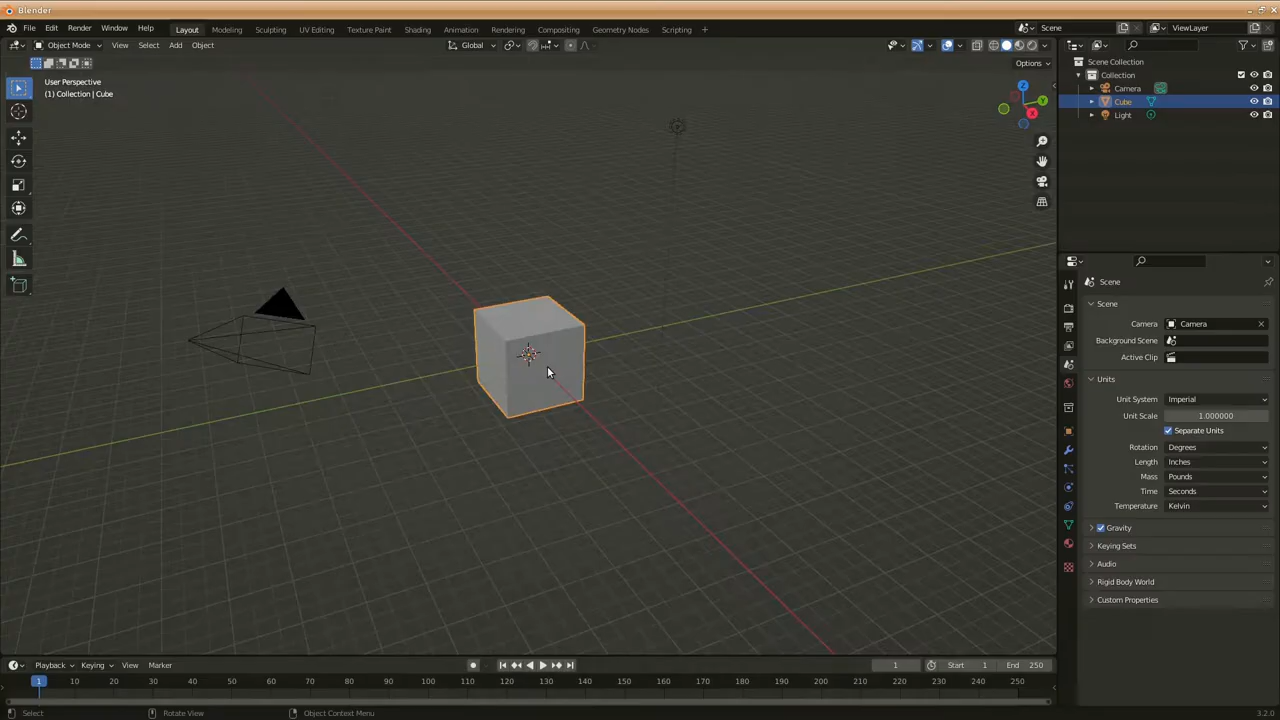 Blender
File Edit Render Window Help Layout Modeling Sculpting UV Editing Texture Paint Shading Animation Rendering Compositing Geometry Nodes Scripting + Scene ViewLayer
Object Mode View Select Add Object Global
Options
User Perspective
(1) Collection | Cube
Z
Y
X
Scene Collection
Collection
Camera
Cube
Light
Scene
Scene
Camera Camera
Background Scene
Active Clip
Units
Unit System Imperial
Unit Scale 1.000000
Separate Units
Rotation Degrees
Length Inches
Mass Pounds
Time Seconds
Temperature Kelvin
Gravity
Keying Sets
Audio
Rigid Body World
Custom Properties
Playback Keying View Marker 1 Start 1 End 250
1 10 20 30 40 50 60 70 80 90 100 110 120 130 140 150 160 170 180 190 200 210 220 230 240 250
Select Rotate View Object Context Menu 3.2.0